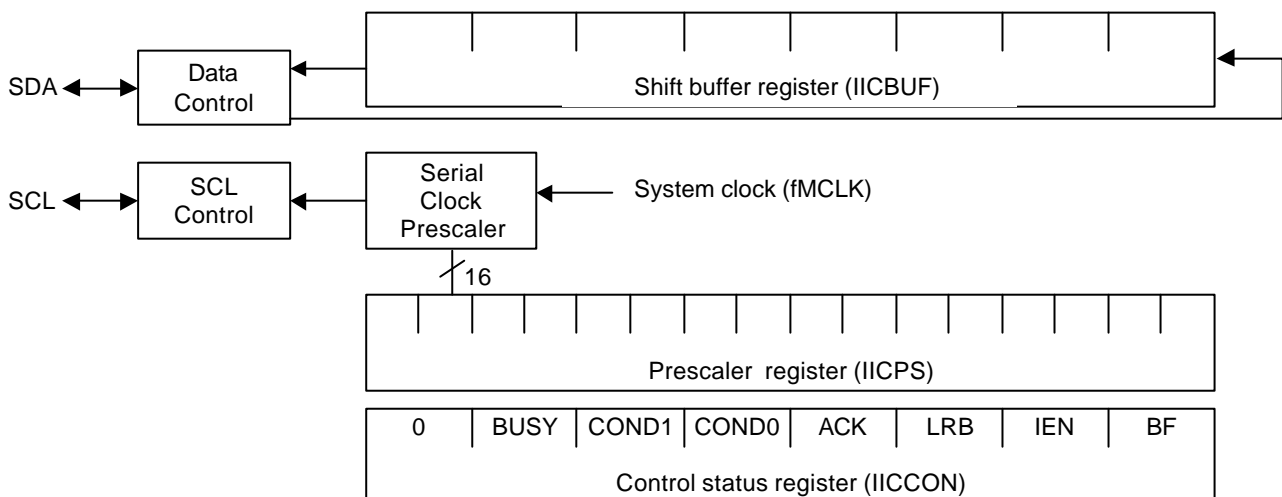 SDA
Data
Control
Shift buffer register (IICBUF)
SCL
SCL
Control
Serial
Clock
Prescaler
System clock (fMCLK)
16
Prescaler register (IICPS)
0 BUSY COND1 COND0 ACK LRB IEN BF
Control status register (IICCON)